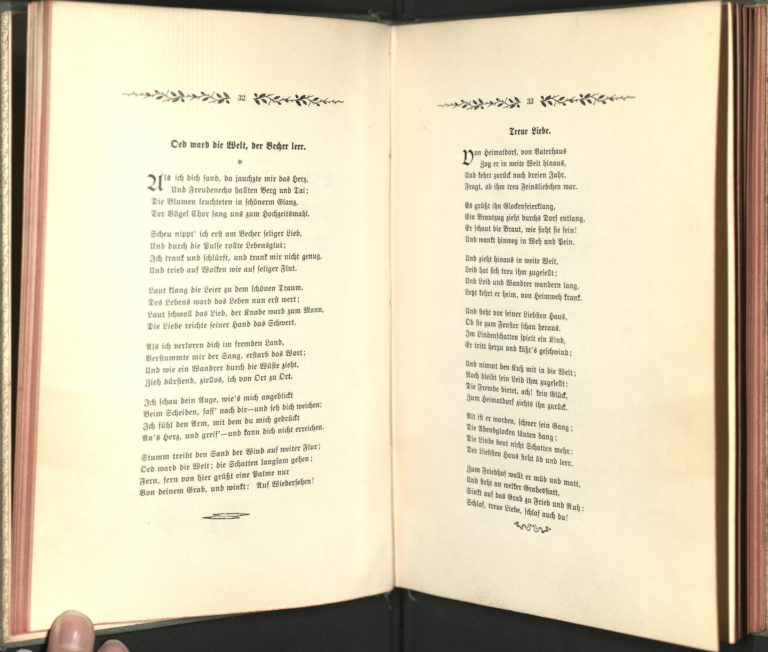 32
Oed ward die Welt, der Becher leer.
*
Als ich dich fand, da jauchzte mir das Herz,
Und Freudenecho hallten Berg und Tal;
Die Blumen leuchteten in schönerm Glanz,
Der Vögel Chor sang uns zum Hochzeitsmahl.
Scheu nippt' ich erst am Becher seliger Lieb,
Und durch die Pulse rollte Lebensglut;
Ich trank und schlürft, und trank mir nicht genug,
Und trieb auf Wolken wie auf seliger Flut.
Laut klang die Leier zu dem schönen Traum,
Des Lebens ward das Leben nun erst wert;
Laut schwoll das Lied, der Knabe ward zum Mann,
Die Liebe reichte seiner Hand das Schwert.
Als ich verloren dich im fremden Land,
Verstummte mir der Sang, erstarb das Wort;
Und wie ein Wandrer durch die Wüste zieht,
Zieh dürstend, ziellos, ich von Ort zu Ort.
Ich schau dein Auge, wie's mich angeblickt
Beim Scheiden, fass' nach dir—und seh dich weichen;
Ich fühl den Arm, mit dem du mich gedrückt
An's Herz, und greif'—und kann dich nicht erreichen.
Stumm treibt den Sand der Wind auf weiter Flur;
Oed ward die Welt; die Schatten langsam gehen;
Fern, fern von hier grüßt eine Palme nur
Von deinem Grab, und winkt: Auf Wiedersehen!
33
Treue Liebe.
Von Heimatdorf, von Vaterhaus
Zog er in weite Welt hinaus,
Und kehrt zurück nach dreien Jahr,
Fragt, ob ihm treu Feinsliebchen war.
Es grüßt ihn Glockenfeierklang,
Ein Brautzug zieht durchs Dorf entlang,
Er schaut die Braut, wie sieht sie fein!
Und wankt hinweg in Weh und Pein.
Und zieht hinaus in weite Welt,
Leid hat sich treu ihm zugesellt;
Und Leid und Wandrer wandern lang,
Letzt kehrt er heim, von Heimweh krank.
Und steht vor seiner Liebsten Haus,
Ob sie zum Fenster schau heraus.
Im Lindenschatten spielt ein Kind,
Er tritt herzu und küßt's geschwind;
Und nimmt den Kuß mit in die Welt;
Noch bleibt sein Leid ihm zugesellt:
Die Fremde bietet, ach! kein Glück,
Zum Heimatdorf ziehts ihn zurück.
Alt ist er worden, schwer sein Gang;
Die Abendglocken läuten bang;
Die Linde beut nicht Schatten mehr;
Der Liebsten Haus steht öd und leer.
Zum Friedhof wallt er müd und matt,
Und steht an welker Grabesstatt,
Sinkt auf das Grab zu Fried und Ruh:
Schlaf, treue Liebe, schlaf auch du!